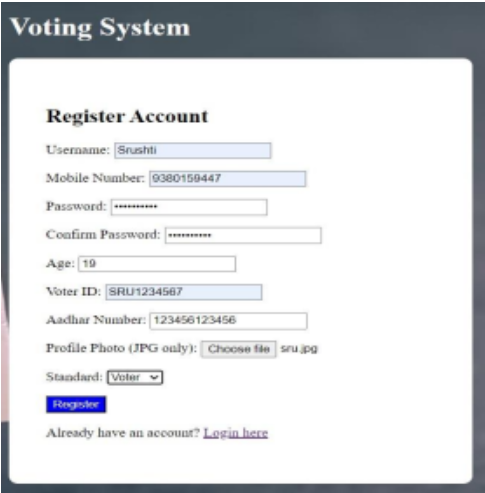 Voting System
Register Account
Username: Srushti
Mobile Number: 9380159447
Password: ••••••••••
Confirm Password: ••••••••••
Age: 19
Voter ID: SRU1234567
Aadhar Number: 123456123456
Profile Photo (JPG only): Choose file sru.jpg
Standard: Voter
Register
Already have an account? Login here